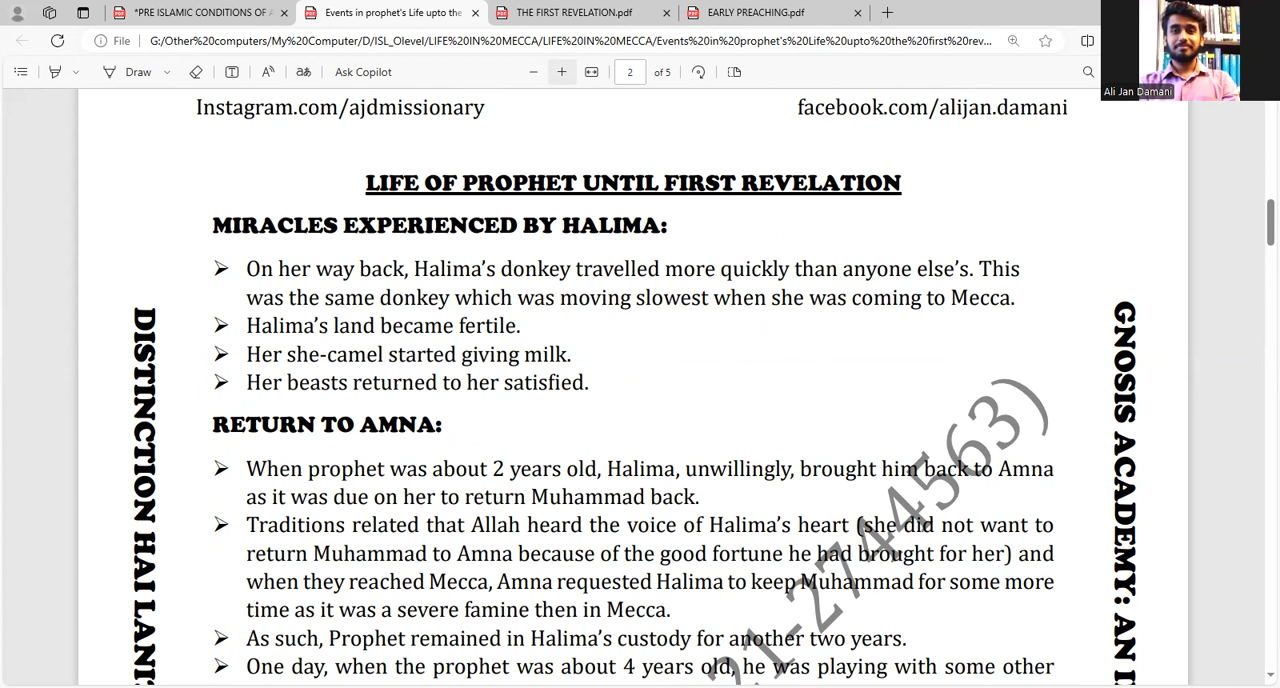 *PRE ISLAMIC CONDITIONS OF A
Events in prophet's Life upto the
THE FIRST REVELATION.pdf
EARLY PREACHING.pdf
File
G:/Other%20computers/My%20Computer/D/ISL_Olevel/LIFE%20IN%20MECCA/LIFE%20IN%20MECCA/Events%20in%20prophet's%20Life%20upto%20the%20first%20rev...
Draw
Ask Copilot
2 of 5
Ali Jan Damani
Instagram.com/ajdmissionary
facebook.com/alijan.damani
LIFE OF PROPHET UNTIL FIRST REVELATION
MIRACLES EXPERIENCED BY HALIMA:
➢ On her way back, Halima's donkey travelled more quickly than anyone else's. This
was the same donkey which was moving slowest when she was coming to Mecca.
➢ Halima's land became fertile.
➢ Her she-camel started giving milk.
➢ Her beasts returned to her satisfied.
RETURN TO AMNA:
➢ When prophet was about 2 years old, Halima, unwillingly, brought him back to Amna
as it was due on her to return Muhammad back.
➢ Traditions related that Allah heard the voice of Halima's heart (she did not want to
return Muhammad to Amna because of the good fortune he had brought for her) and
when they reached Mecca, Amna requested Halima to keep Muhammad for some more
time as it was a severe famine then in Mecca.
➢ As such, Prophet remained in Halima's custody for another two years.
➢ One day, when the prophet was about 4 years old, he was playing with some other
DISTINCTION HAI LANI
GNOSIS ACADEMY: AN I
21-2744563)